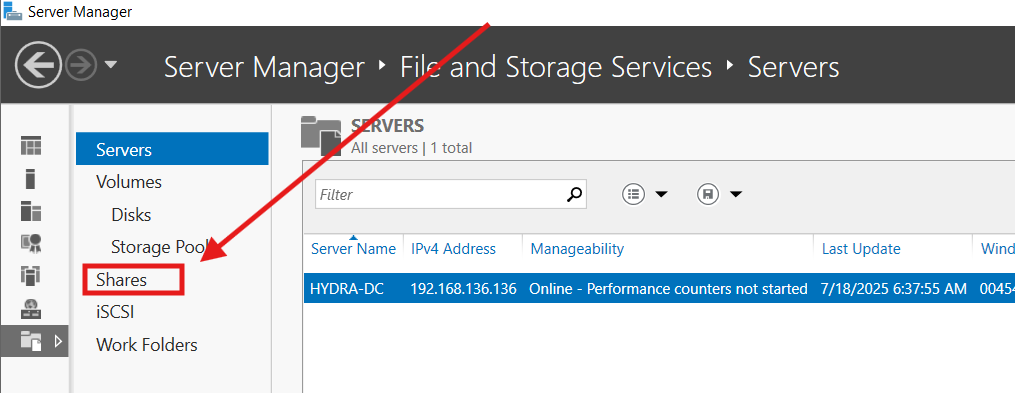 Server Manager
Server Manager ‣ File and Storage Services ‣ Servers
Servers
Volumes
Disks
Storage Pool
Shares
iSCSI
Work Folders
SERVERS
All servers | 1 total
Filter
Server Name IPv4 Address Manageability Last Update Wind
HYDRA-DC 192.168.136.136 Online - Performance counters not started 7/18/2025 6:37:55 AM 00454